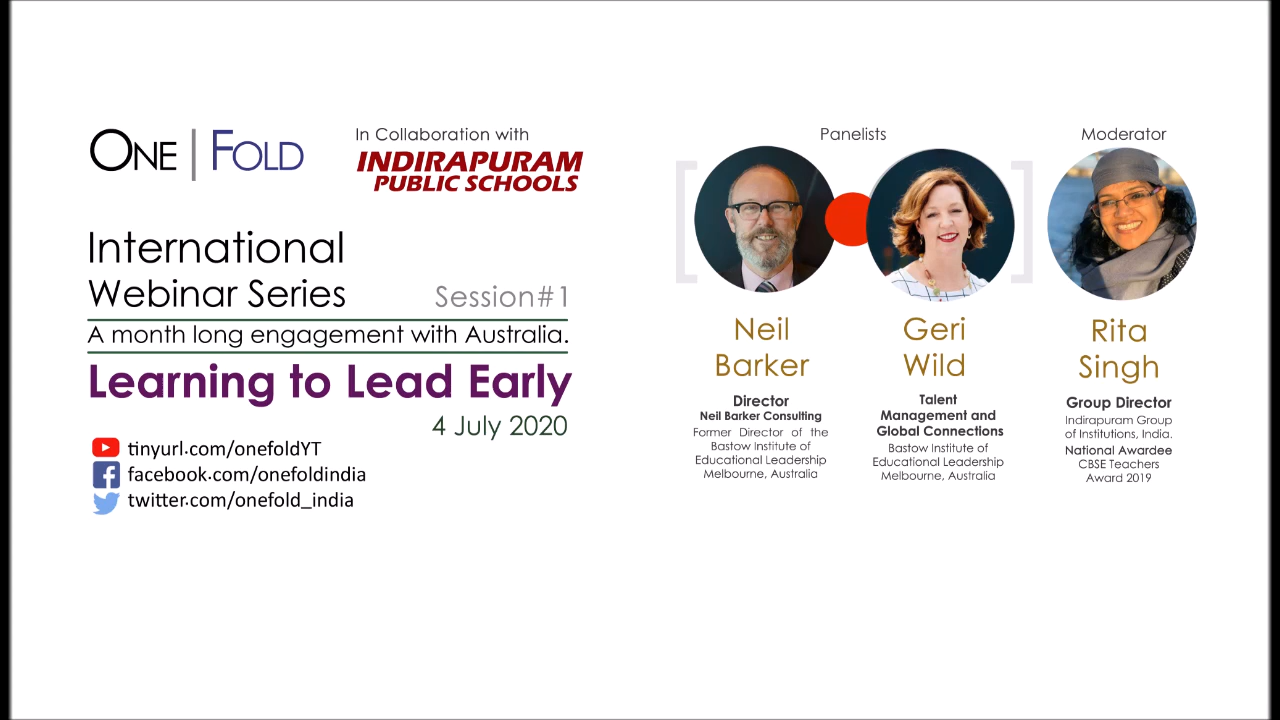 ONE | FOLD
In Collaboration with
INDIRAPURAM
PUBLIC SCHOOLS
International
Webinar Series
Session#1
A month long engagement with Australia.
Learning to Lead Early
4 July 2020
tinyurl.com/onefoldYT
facebook.com/onefoldindia
twitter.com/onefold_india
Panelists
Neil
Barker
Director
Neil Barker Consulting
Former Director of the
Bastow Institute of
Educational Leadership
Melbourne, Australia
Geri
Wild
Talent
Management and
Global Connections
Bastow Institute of
Educational Leadership
Melbourne, Australia
Moderator
Rita
Singh
Group Director
Indirapuram Group
of Institutions, India.
National Awardee
CBSE Teachers
Award 2019